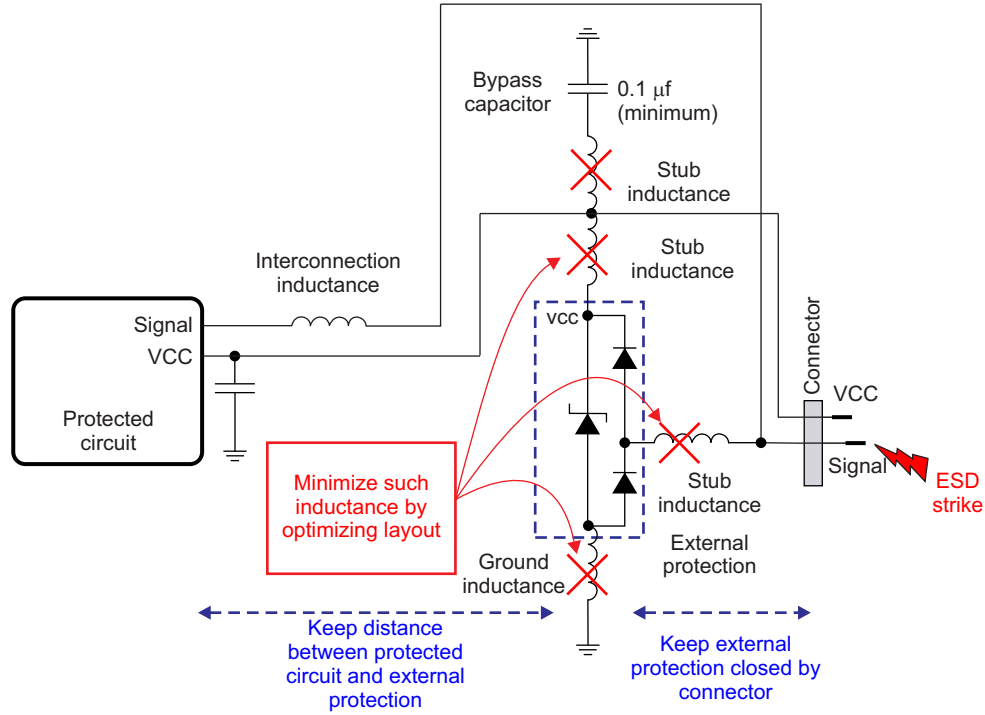 Bypass
capacitor
0.1 μf
(minimum)
Stub
inductance
Stub
inductance
Interconnection
inductance
Signal
VCC
Protected
circuit
vcc
Connector
VCC
Signal
ESD
strike
Minimize such
inductance by
optimizing layout
Stub
inductance
External
protection
Ground
inductance
Keep distance
between protected
circuit and external
protection
Keep external
protection closed by
connector